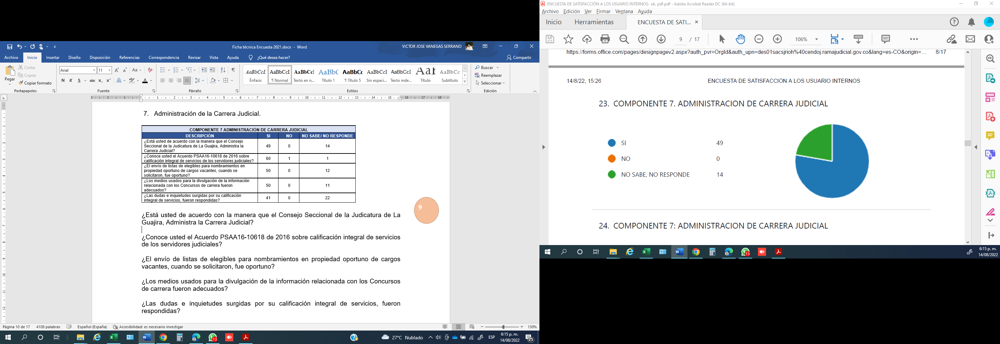 Ficha técnica Encuesta 2021.docx - Word
VICTOR JOSE VANEGAS SERRANO
Archivo Inicio Insertar Diseño Disposición Referencias Correspondencia Revisar Vista Ayuda ¿Qué desea hacer? Compartir
Pegar
Cortar
Copiar
Copiar formato
Portapapeles
Arial 11
Fuente
Párrafo
AaBbCcI AaBbCcI AaBbCcI AaBbC AaBbCc AaBbCcI AaBbCcI AaI AaBbCc
Énfasis ¶ Normal Texto en n... Título 1 ¶ Título 5 Sin espaci... Texto inde... Título Subtítulo
Estilos
Buscar
Reemplazar
Seleccionar
Edición
7. Administración de la Carrera Judicial.
COMPONENTE 7 ADMINISTRACIÓN DE CARRERA JUDICIAL
DESCRIPCIÓN SI NO NO SABE/ NO RESPONDE
¿Está usted de acuerdo con la manera que el Consejo
Seccional de la Judicatura de La Guajira, Administra la
Carrera Judicial?
49 0 14
¿Conoce usted el Acuerdo PSAA16-10618 de 2016 sobre
calificación integral de servicios de los servidores judiciales?
60 1 1
¿El envío de listas de elegibles para nombramientos en
propiedad oportuno de cargos vacantes, cuando se
solicitaron, fue oportuno?
50 0 12
¿Los medios usados para la divulgación de la información
relacionada con los Concursos de carrera fueron
adecuados?
50 0 11
¿Las dudas e inquietudes surgidas por su calificación
integral de servicios, fueron respondidas?
41 0 22
9
¿Está usted de acuerdo con la manera que el Consejo Seccional de la Judicatura de La
Guajira, Administra la Carrera Judicial?
¿Conoce usted el Acuerdo PSAA16-10618 de 2016 sobre calificación integral de servicios
de los servidores judiciales?
¿El envío de listas de elegibles para nombramientos en propiedad oportuno de cargos
vacantes, cuando se solicitaron, fue oportuno?
¿Los medios usados para la divulgación de la información relacionada con los Concursos
de carrera fueron adecuados?
¿Las dudas e inquietudes surgidas por su calificación integral de servicios, fueron
respondidas?
Página 10 de 17 4108 palabras Español (España) Accesibilidad: es necesario investigar 130%
27°C Nublado ESP
6:15 p. m.
14/08/2022
25
ENCUESTA DE SATISFACCIÓN A LOS USUARIO INTERNOS- ok. pdf.pdf - Adobe Acrobat Reader DC (64-bit)
Archivo Edición Ver Firmar Ventana Ayuda
Inicio Herramientas ENCUESTA DE SATI... ×
9 / 17 106%
https://forms.office.com/pages/designpagev2.aspx?auth_pvr=OrgId&auth_upn=des01sacsjrioh%40cendoj.ramajudicial.gov.co&lang=es-CO&origin=... 8/17
14/8/22, 15:26 ENCUESTA DE SATISFACCIÓN A LOS USUARIO INTERNOS
23. COMPONENTE 7. ADMINISTRACION DE CARRERA JUDICIAL
SI 49
NO 0
NO SABE, NO RESPONDE 14
24. COMPONENTE 7: ADMINISTRACION DE CARRERA JUDICIAL
6:15 p. m.
14/08/2022